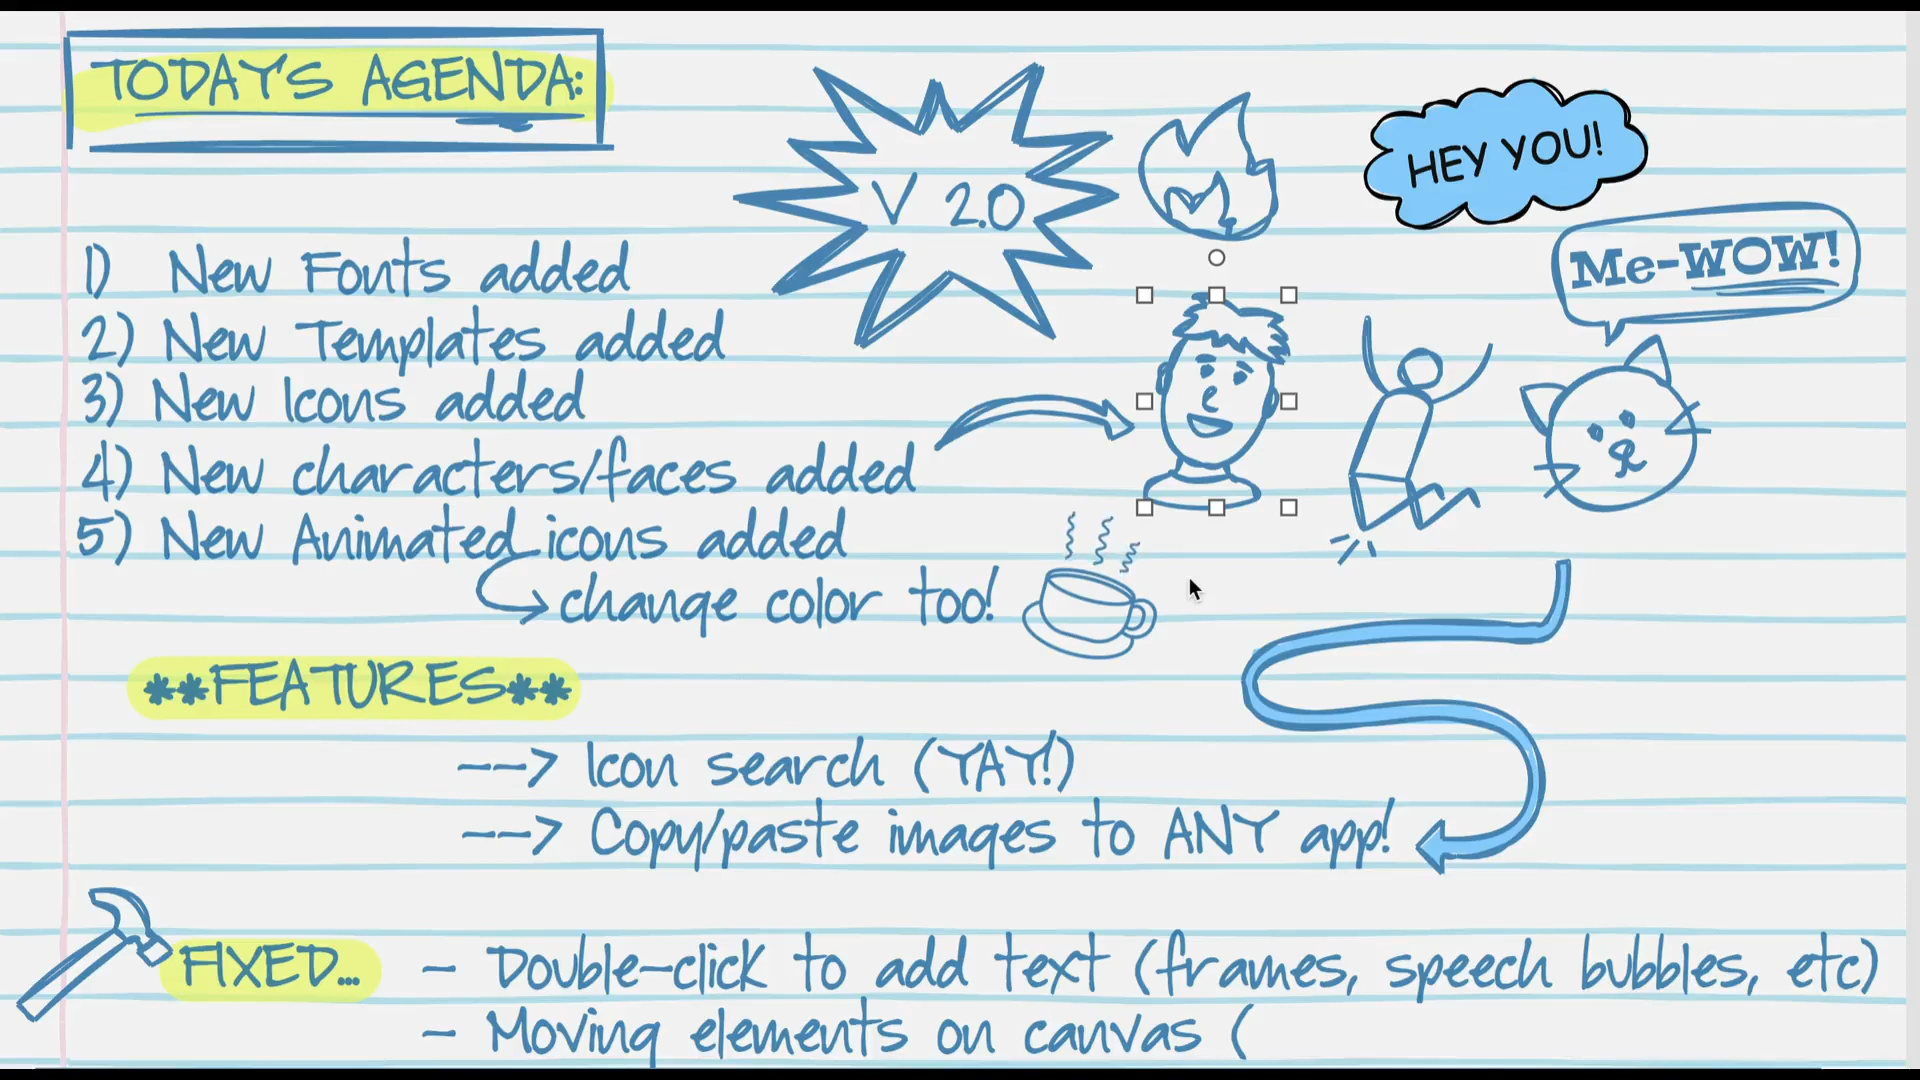 TODAY'S AGENDA:
V 2.0
HEY YOU!
Me-WOW!
1) New Fonts added
2) New Templates added
3) New Icons added
4) New characters/faces added
5) New Animated icons added
change color too!
**FEATURES**
--> Icon search (YAY!)
--> Copy/paste images to ANY app!
FIXED... - Double-click to add text (frames, speech bubbles, etc)
- Moving elements on canvas (